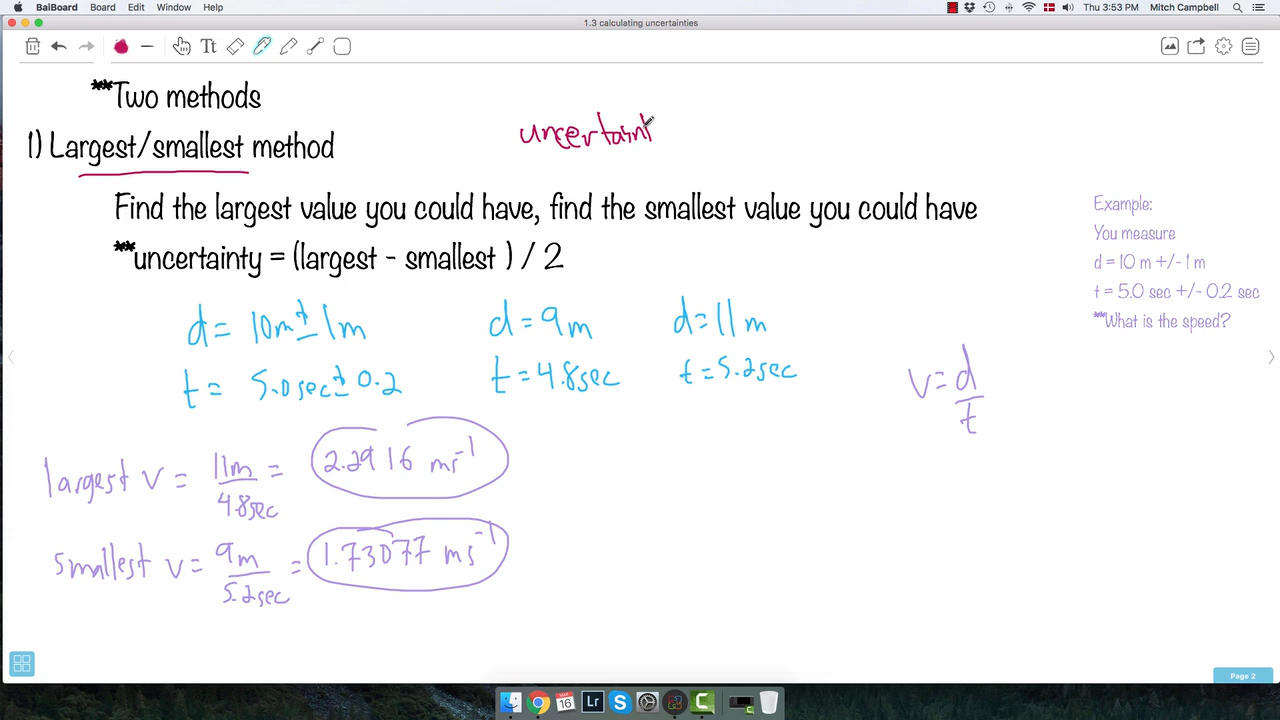 BaiBoard Board Edit Window Help Thu 3:53 PM Mitch Campbell
1.3 calculating uncertainties
Tt
**Two methods
1) Largest/smallest method
uncertaint
Find the largest value you could have, find the smallest value you could have
**uncertainty = (largest - smallest ) / 2
Example:
You measure
d = 10 m +/- 1 m
t = 5.0 sec +/- 0.2 sec
**What is the speed?
d = 10m ± 1m d = 9m d = 11m
t = 5.0sec ± 0.2 t = 4.8sec t = 5.2sec
v = d/t
largest v = 11m/4.8sec = 2.2916 ms⁻¹
smallest v = 9m/5.2sec = 1.73077 ms⁻¹
Page 2
MAR
16
Lr